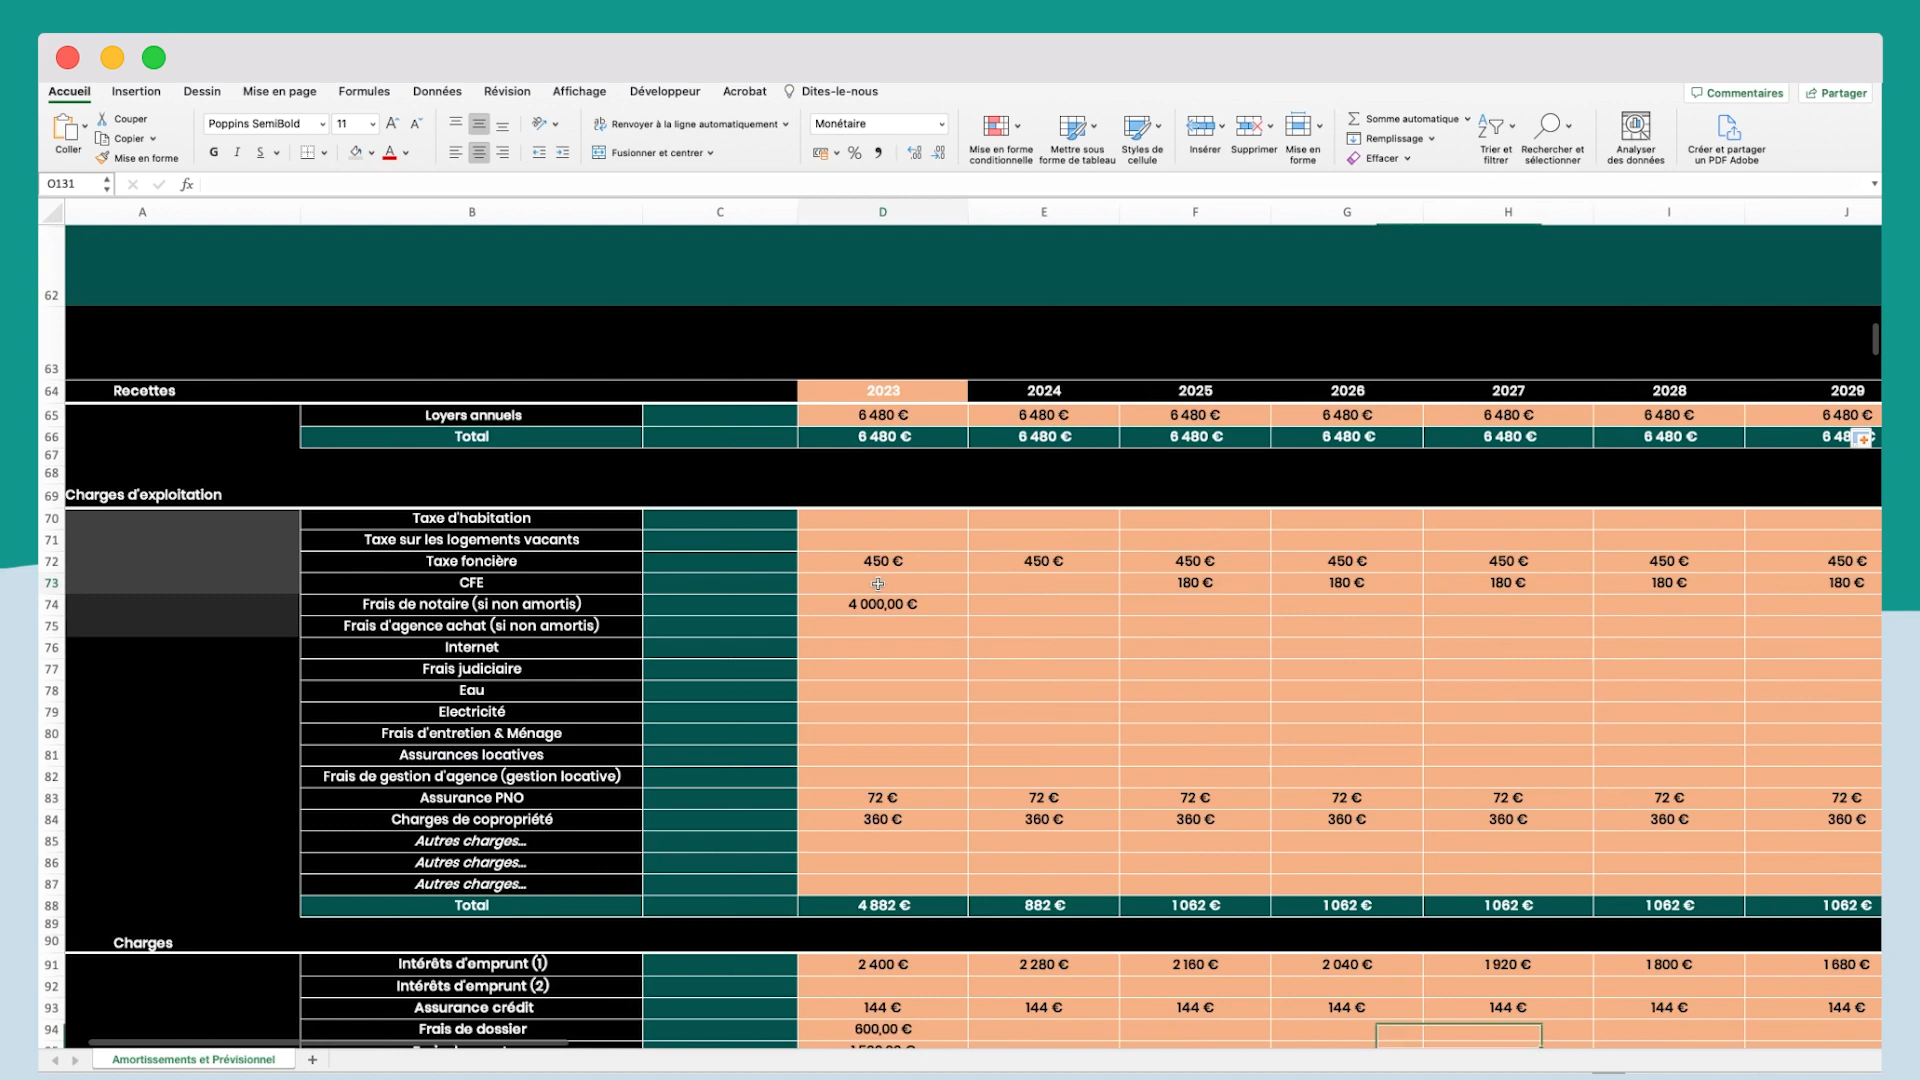 Accueil Insertion Dessin Mise en page Formules Données Révision Affichage Développeur Acrobat Dites-le-nous Commentaires Partager
Coller Couper Copier Mise en forme
Poppins SemiBold 11 A A
G I S A
Renvoyer à la ligne automatiquement
Fusionner et centrer
Monétaire
%
Mise en forme conditionnelle
Mettre sous forme de tableau
Styles de cellule
Insérer Supprimer Mise en forme
Somme automatique
Remplissage
Effacer
Trier et filtrer
Rechercher et sélectionner
Analyser des données
Créer et partager un PDF Adobe
O131 fx
A B C D E F G H I J
62
63
64 Recettes 2023 2024 2025 2026 2027 2028 2029
65 Loyers annuels 6 480 € 6 480 € 6 480 € 6 480 € 6 480 € 6 480 € 6 480 €
66 Total 6 480 € 6 480 € 6 480 € 6 480 € 6 480 € 6 480 € 6 48
67
68
69 Charges d'exploitation
70 Taxe d'habitation
71 Taxe sur les logements vacants
72 Taxe foncière 450 € 450 € 450 € 450 € 450 € 450 € 450 €
73 CFE 180 € 180 € 180 € 180 € 180 €
74 Frais de notaire (si non amortis) 4 000,00 €
75 Frais d'agence achat (si non amortis)
76 Internet
77 Frais judiciaire
78 Eau
79 Electricité
80 Frais d'entretien & Ménage
81 Assurances locatives
82 Frais de gestion d'agence (gestion locative)
83 Assurance PNO 72 € 72 € 72 € 72 € 72 € 72 € 72 €
84 Charges de copropriété 360 € 360 € 360 € 360 € 360 € 360 € 360 €
85 Autres charges...
86 Autres charges...
87 Autres charges...
88 Total 4 882 € 882 € 1 062 € 1 062 € 1 062 € 1 062 € 1 062 €
89
90 Charges
91 Intérêts d'emprunt (1) 2 400 € 2 280 € 2 160 € 2 040 € 1 920 € 1 800 € 1 680 €
92 Intérêts d'emprunt (2)
93 Assurance crédit 144 € 144 € 144 € 144 € 144 € 144 € 144 €
94 Frais de dossier 600,00 €
Amortissements et Prévisionnel +